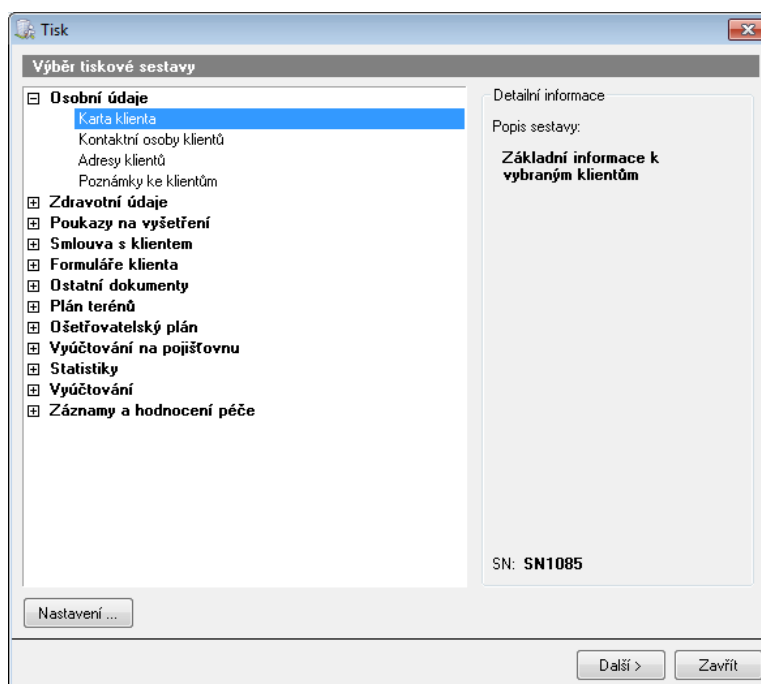 Tisk
Výběr tiskové sestavy
Osobní údaje
Karta klienta
Kontaktní osoby klientů
Adresy klientů
Poznámky ke klientům
Zdravotní údaje
Poukazy na vyšetření
Smlouva s klientem
Formuláře klienta
Ostatní dokumenty
Plán terénů
Ošetřovatelský plán
Vyúčtování na pojišťovnu
Statistiky
Vyúčtování
Záznamy a hodnocení péče
Detailní informace
Popis sestavy:
Základní informace k
vybraným klientům
SN: SN1085
Nastavení ...
Další >
Zavřít